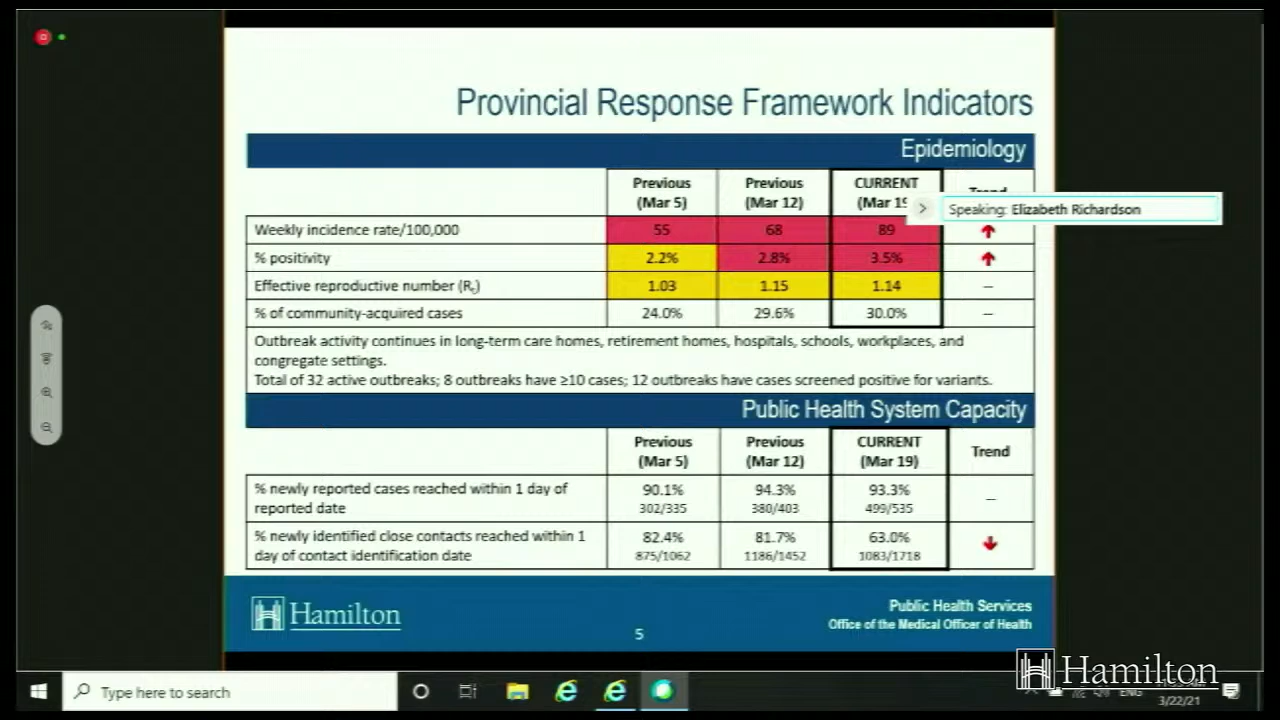 Provincial Response Framework Indicators
Epidemiology
Previous (Mar 5) Previous (Mar 12) CURRENT (Mar 19 Trend
Speaking: Elizabeth Richardson
Weekly incidence rate/100,000 55 68 89
% positivity 2.2% 2.8% 3.5%
Effective reproductive number (Rt) 1.03 1.15 1.14 –
% of community-acquired cases 24.0% 29.6% 30.0% –
Outbreak activity continues in long-term care homes, retirement homes, hospitals, schools, workplaces, and
congregate settings.
Total of 32 active outbreaks; 8 outbreaks have ≥10 cases; 12 outbreaks have cases screened positive for variants.
Public Health System Capacity
Previous (Mar 5) Previous (Mar 12) CURRENT (Mar 19) Trend
% newly reported cases reached within 1 day of 90.1% 94.3% 93.3% –
reported date 302/335 380/403 499/535
% newly identified close contacts reached within 1 82.4% 81.7% 63.0%
day of contact identification date 875/1062 1186/1452 1083/1718
Hamilton
5
Public Health Services
Office of the Medical Officer of Health
Hamilton
Type here to search
ENG
3/22/21